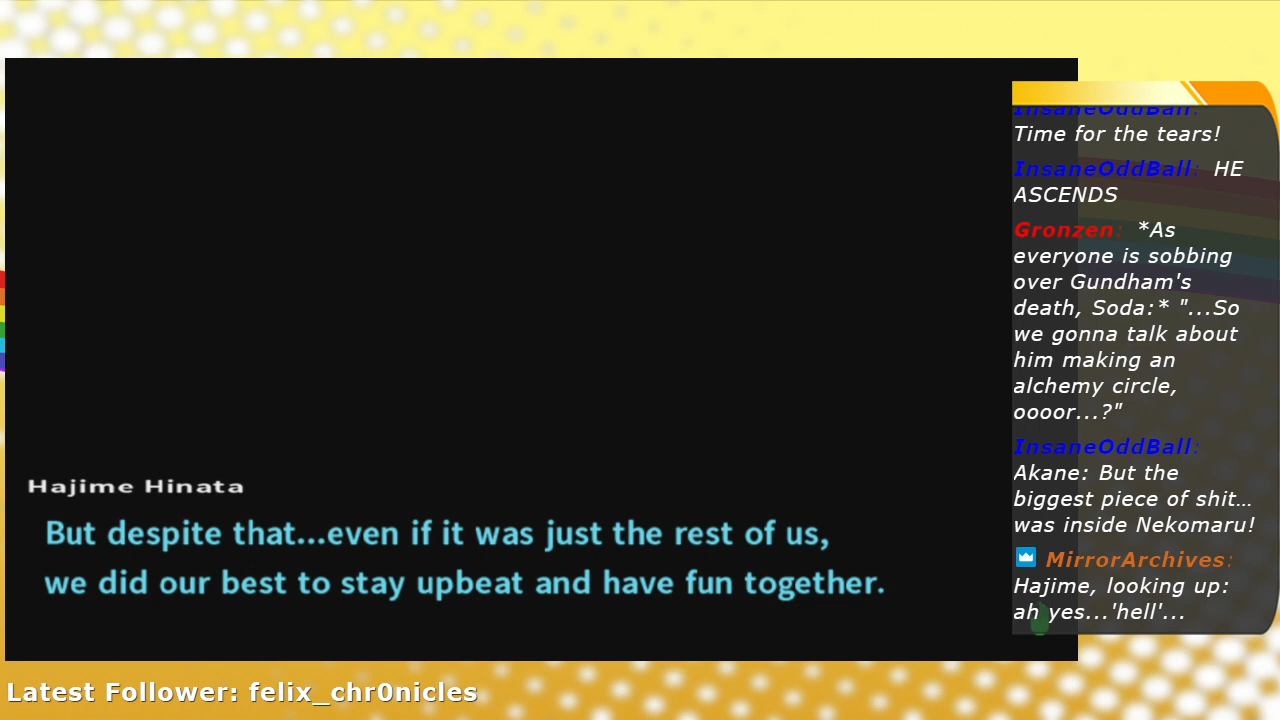 InsaneOddBall:
Time for the tears!
InsaneOddBall: HE
ASCENDS
Gronzen: *As
everyone is sobbing
over Gundham's
death, Soda:* "...So
we gonna talk about
him making an
alchemy circle,
oooor...?"
InsaneOddBall:
Akane: But the
biggest piece of shit...
was inside Nekomaru!
MirrorArchives:
Hajime, looking up:
ah yes...'hell'...
Hajime Hinata
But despite that...even if it was just the rest of us,
we did our best to stay upbeat and have fun together.
Latest Follower: felix_chr0nicles